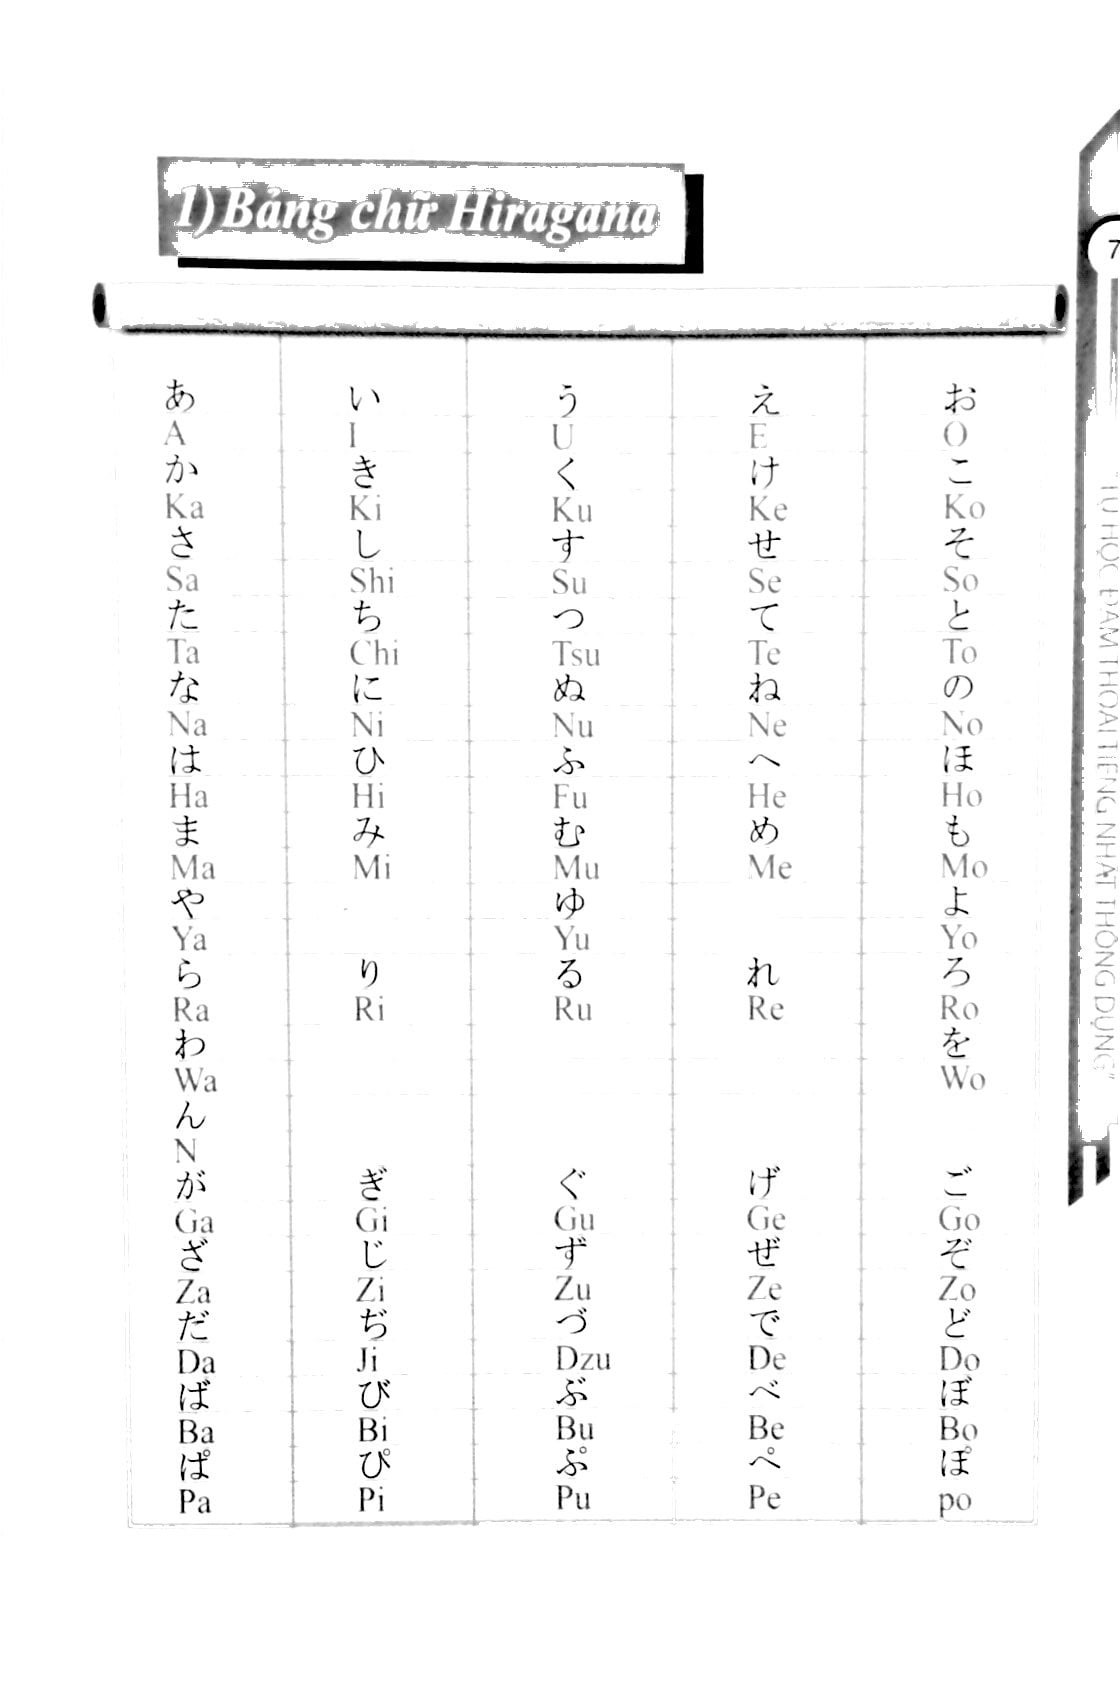 1) Bảng chữ Hiragana
7
あ い う え お
A I U E O
か き く け こ
Ka Ki Ku Ke Ko
さ し す せ そ
Sa Shi Su Se So
た ち つ て と
Ta Chi Tsu Te To
な に ぬ ね の
Na Ni Nu Ne No
は ひ ふ へ ほ
Ha Hi Fu He Ho
ま み む め も
Ma Mi Mu Me Mo
や ゆ よ
Ya Yu Yo
ら り る れ ろ
Ra Ri Ru Re Ro
わ を
Wa Wo
ん
N
が ぎ ぐ げ ご
Ga Gi Gu Ge Go
ざ じ ず ぜ ぞ
Za Zi Zu Ze Zo
だ ぢ づ で ど
Da Ji Dzu De Do
ば び ぶ べ ぼ
Ba Bi Bu Be Bo
ぱ ぴ ぷ ぺ ぽ
Pa Pi Pu Pe po
"TỰ HỌC ĐÀM THOẠI TIẾNG NHẬT THÔNG DỤNG"